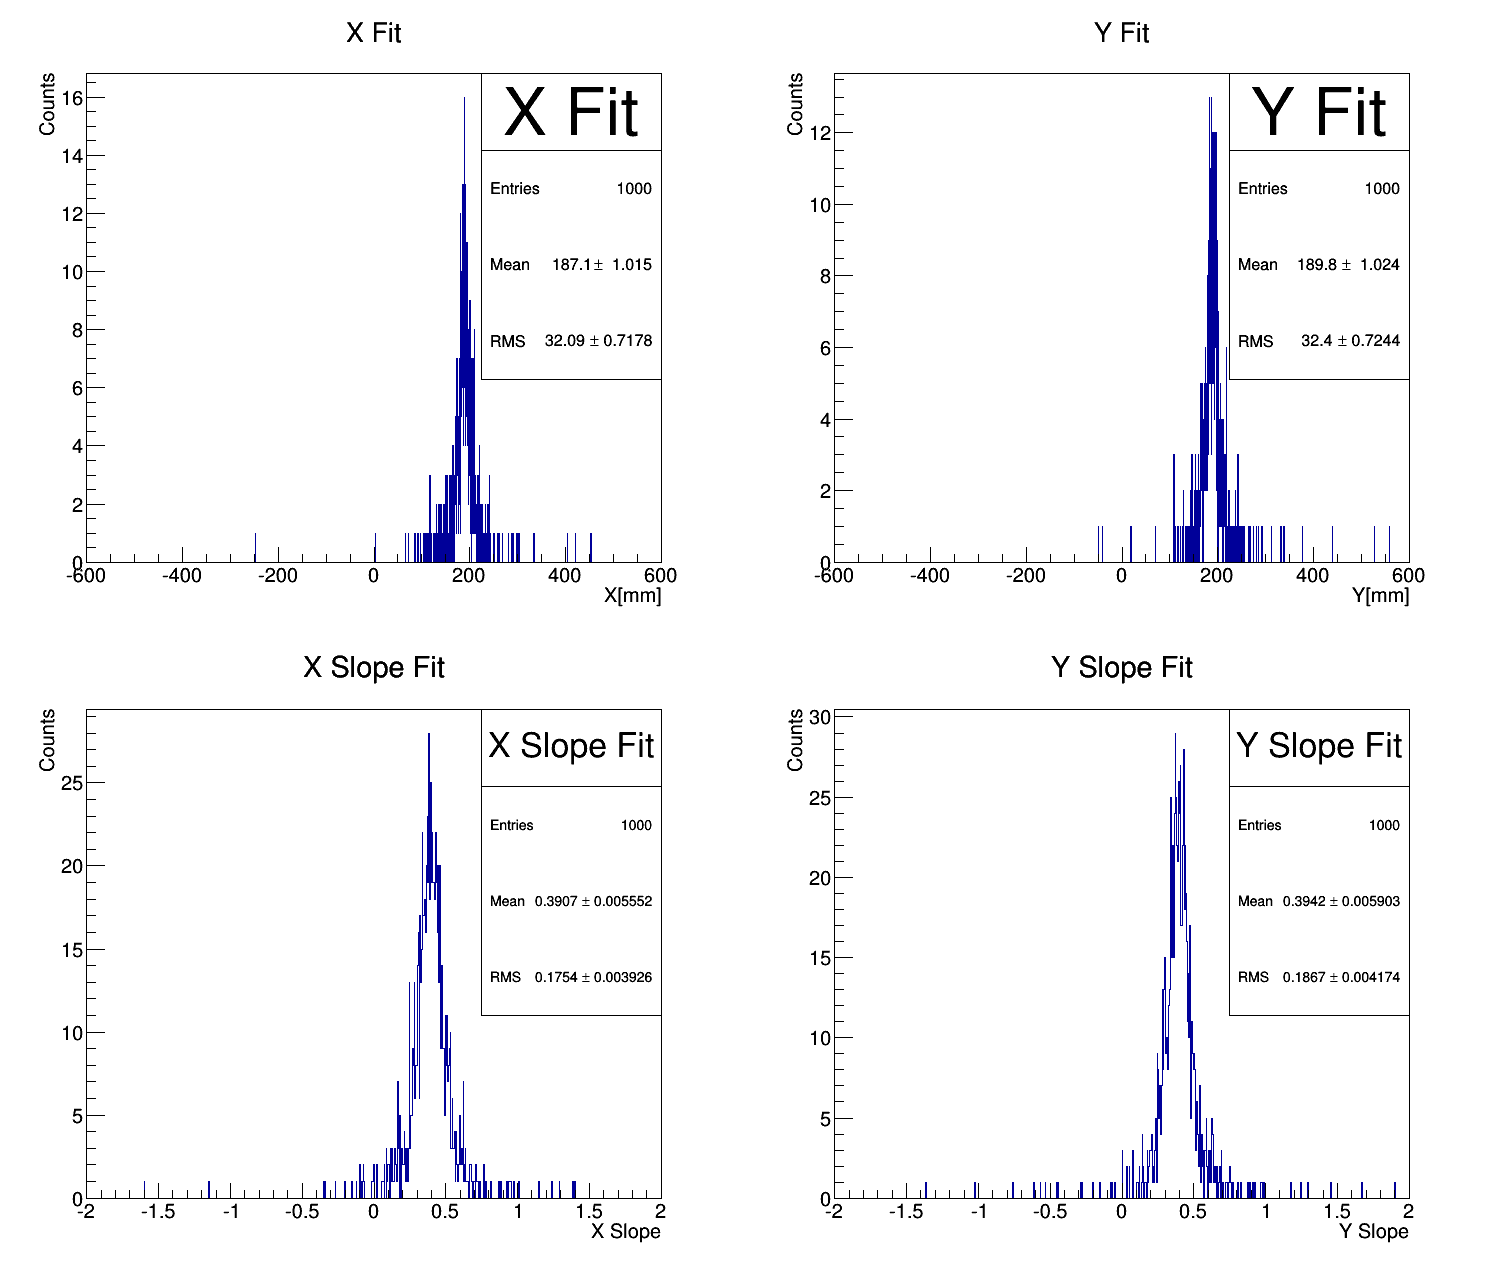 X Fit
Counts
16
14
12
10
8
6
4
2
0
-600 -400 -200 0 200 400 600
X[mm]
X Fit
Entries 1000
Mean 187.1 ± 1.015
RMS 32.09 ± 0.7178
Y Fit
Counts
12
10
8
6
4
2
0
-600 -400 -200 0 200 400 600
Y[mm]
Y Fit
Entries 1000
Mean 189.8 ± 1.024
RMS 32.4 ± 0.7244
X Slope Fit
Counts
25
20
15
10
5
0
-2 -1.5 -1 -0.5 0 0.5 1 1.5 2
X Slope
X Slope Fit
Entries 1000
Mean 0.3907 ± 0.005552
RMS 0.1754 ± 0.003926
Y Slope Fit
Counts
30
25
20
15
10
5
0
-2 -1.5 -1 -0.5 0 0.5 1 1.5 2
Y Slope
Y Slope Fit
Entries 1000
Mean 0.3942 ± 0.005903
RMS 0.1867 ± 0.004174